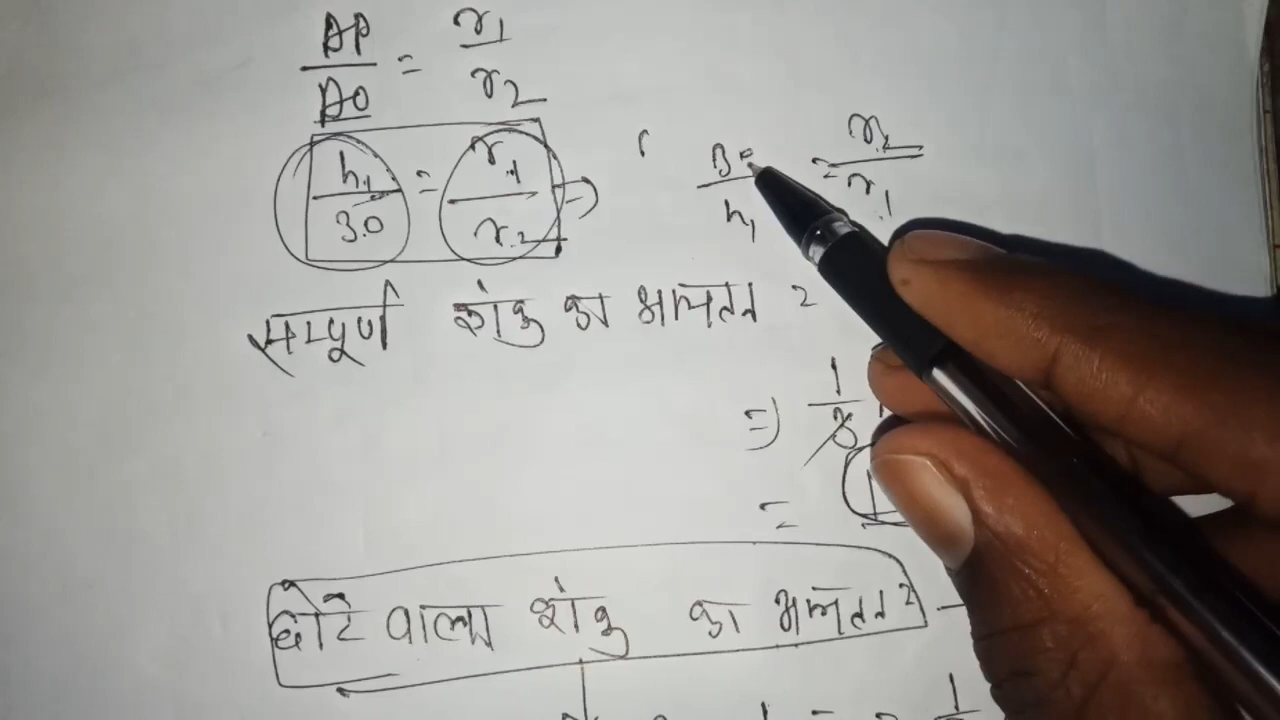 AP/AO = r1/r2
h1/30 = r1/r2 => 30/h1 = r2/r1
सम्पूर्ण शंकु का आयतन =
=> 1/3
=
छोटे वाला शंकु का आयतन =